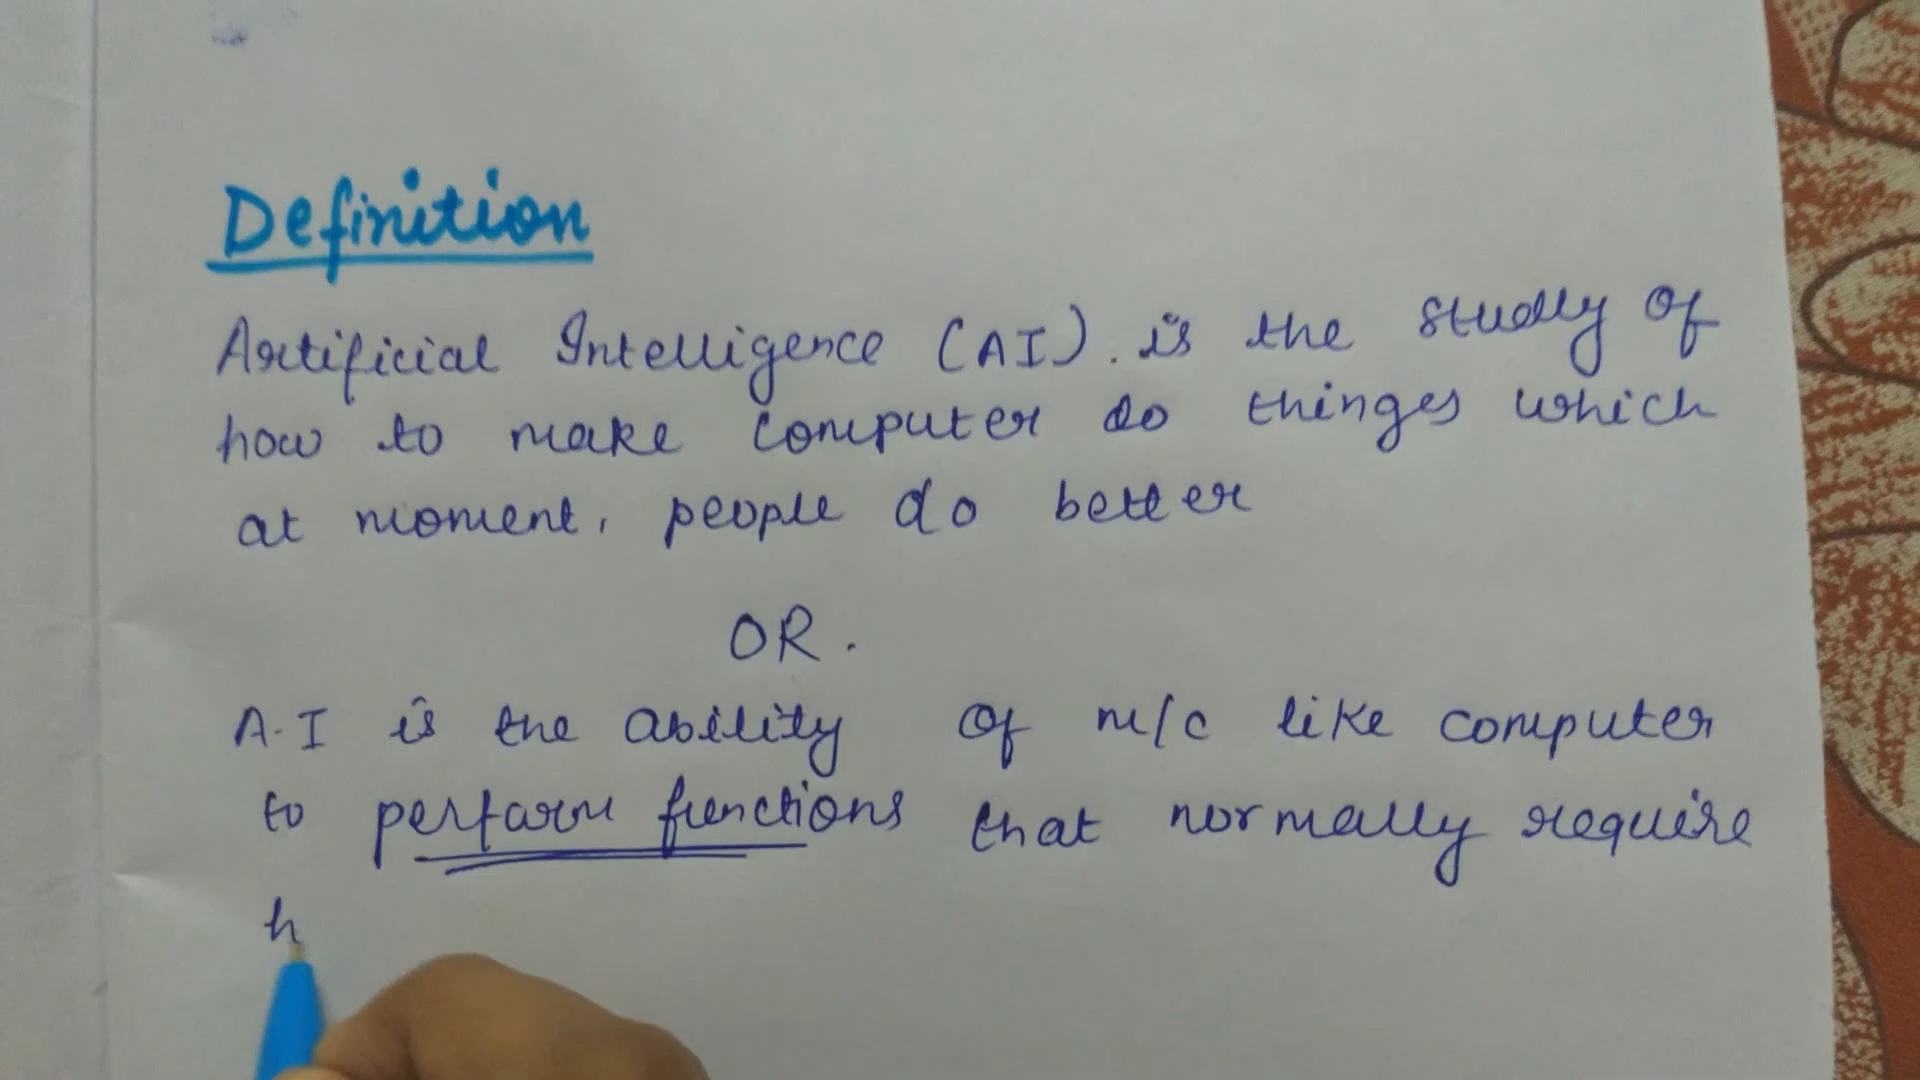 Definition
Artificial Intelligence (AI). is the study of
how to make computer do thinges which
at moment, people do better
OR.
A.I is the ability of m/c like computer
to perform functions that normally require
h